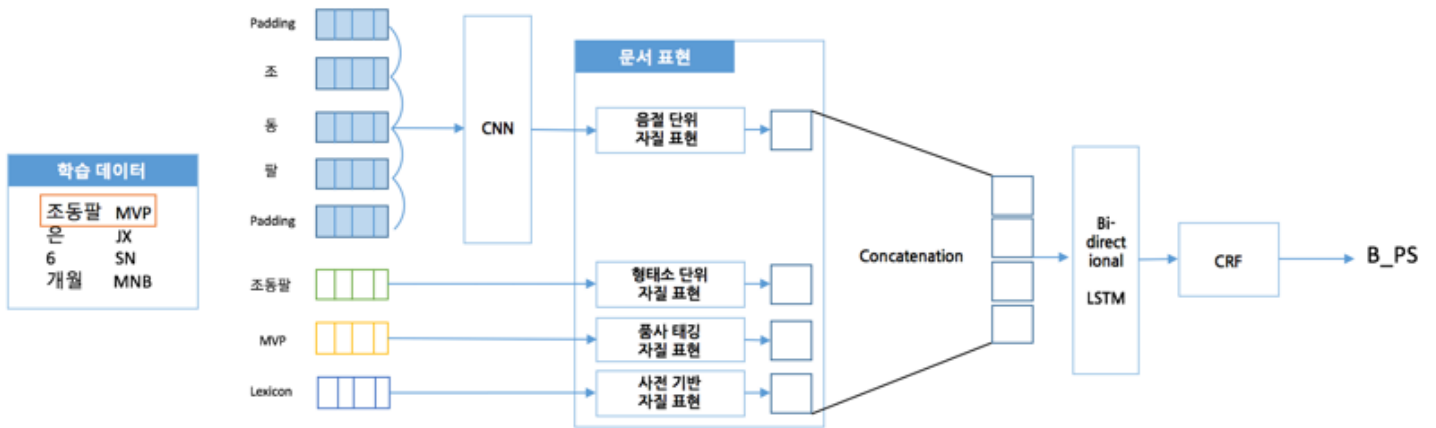 학습 데이터
조동팔 MVP
은 JX
6 SN
개월 MNB
Padding
조
동
팔
Padding
조동팔
MVP
Lexicon
CNN
문서 표현
음절 단위
자질 표현
형태소 단위
자질 표현
품사 태깅
자질 표현
사전 기반
자질 표현
Concatenation
Bi-
direct
ional
LSTM
CRF
B_PS